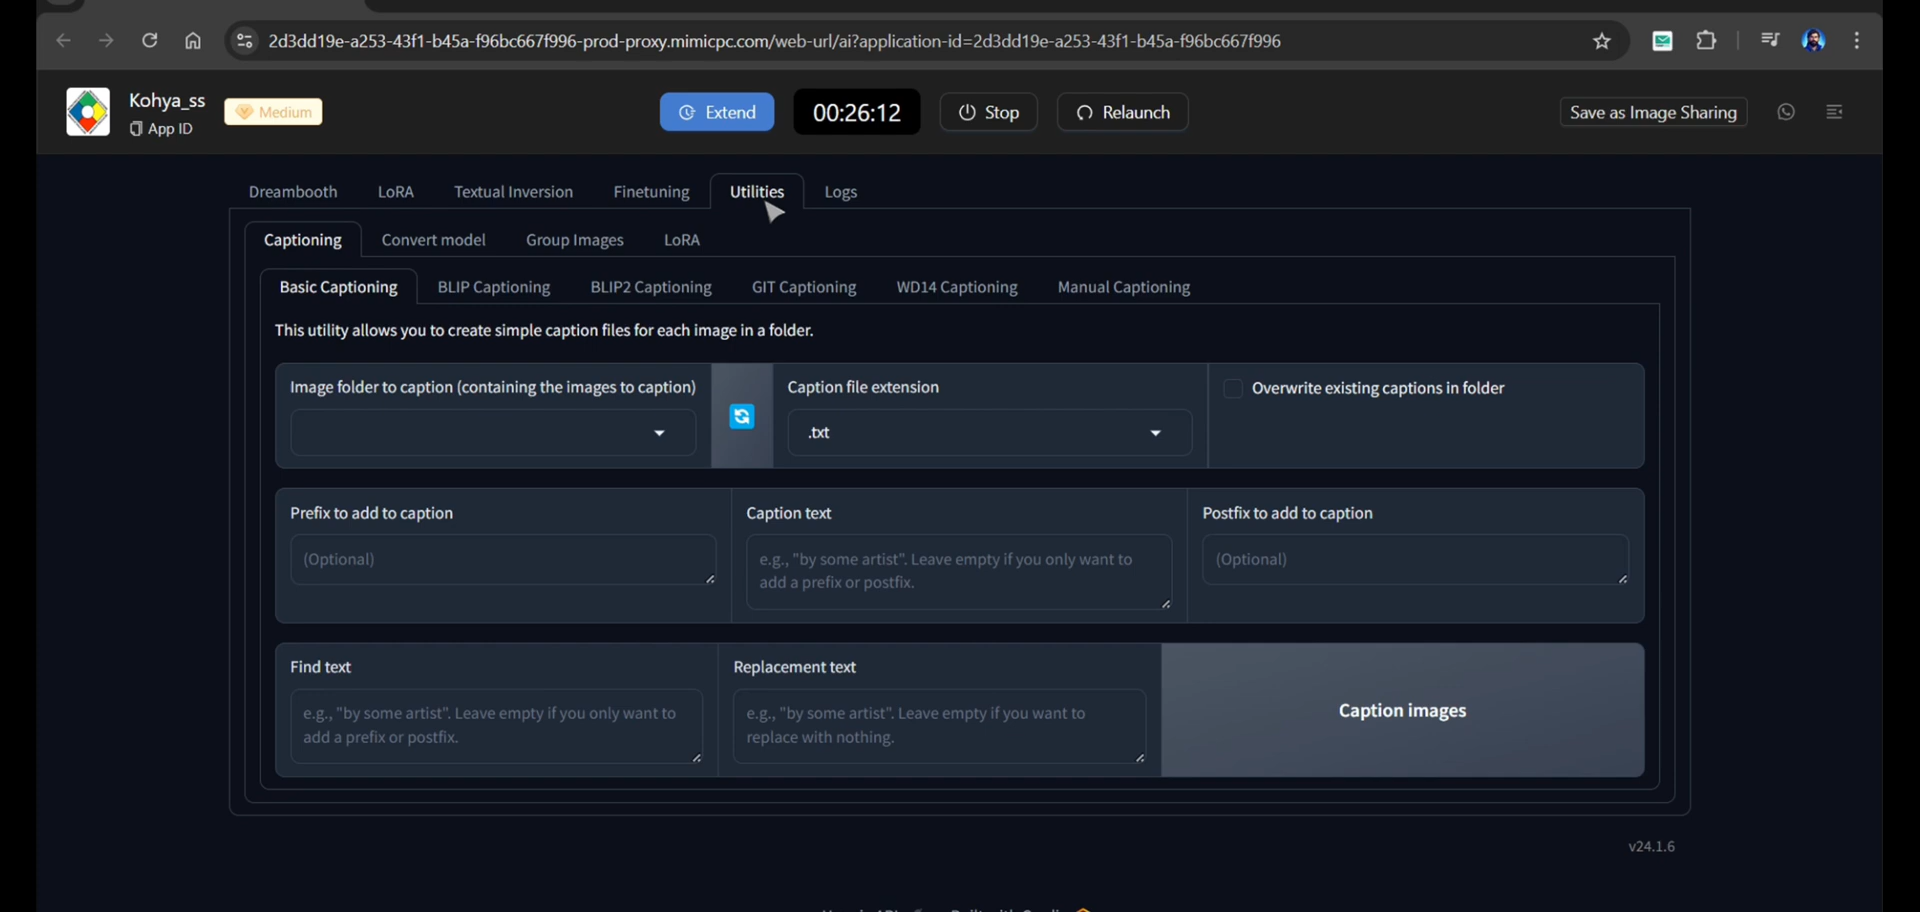 2d3dd19e-a253-43f1-b45a-f96bc667f996-prod-proxy.mimicpc.com/web-url/ai?application-id=2d3dd19e-a253-43f1-b45a-f96bc667f996
Kohya_ss
App ID
Medium
Extend
00:26:12
Stop
Relaunch
Save as Image Sharing
Dreambooth LoRA Textual Inversion Finetuning Utilities Logs
Captioning Convert model Group Images LoRA
Basic Captioning BLIP Captioning BLIP2 Captioning GIT Captioning WD14 Captioning Manual Captioning
This utility allows you to create simple caption files for each image in a folder.
Image folder to caption (containing the images to caption)
Caption file extension
.txt
Overwrite existing captions in folder
Prefix to add to caption
(Optional)
Caption text
e.g., "by some artist". Leave empty if you only want to
add a prefix or postfix.
Postfix to add to caption
(Optional)
Find text
e.g., "by some artist". Leave empty if you only want to
add a prefix or postfix.
Replacement text
e.g., "by some artist". Leave empty if you want to
replace with nothing.
Caption images
v24.1.6